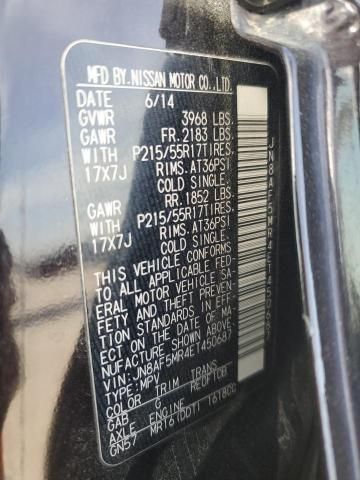 MFD BY.NISSAN MOTOR CO.,LTD.
DATE 6/14
GVWR 3968 LBS.
GAWR FR.2183 LBS.
WITH P215/55R17TIRES,
17X7J RIMS,AT36PSI
COLD SINGLE.
GAWR RR.1852 LBS.
WITH P215/55R17TIRES,
17X7J RIMS,AT36PSI
COLD SINGLE.
THIS VEHICLE CONFORMS
TO ALL APPLICABLE FED-
ERAL MOTOR VEHICLE SA-
FETY AND THEFT PREVEN-
TION STANDARDS IN EFF-
ECT ON THE DATE OF MA-
NUFACTURE SHOWN ABOVE.
VIN:JN8AF5MR4ET450687
TYPE:MPV
COLOR TRIM TRANS
GAB G RE0F10B
AXLE ENGINE
GN57 MR16(DDT) 1618CC
JN8AF5MR4ET450687